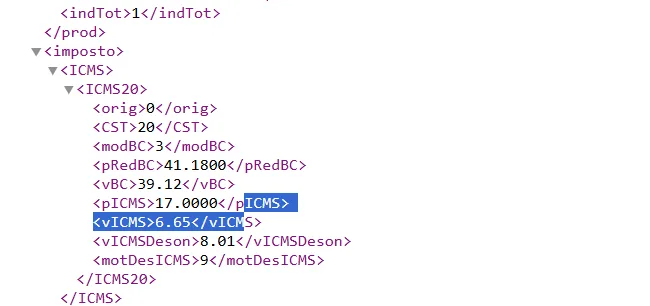 <indTot>1</indTot>
</prod>
<imposto>
<ICMS>
<ICMS20>
<orig>0</orig>
<CST>20</CST>
<modBC>3</modBC>
<pRedBC>41.1800</pRedBC>
<vBC>39.12</vBC>
<pICMS>17.0000</pICMS>
<vICMS>6.65</vICMS>
<vICMSDeson>8.01</vICMSDeson>
<motDesICMS>9</motDesICMS>
</ICMS20>
</ICMS>